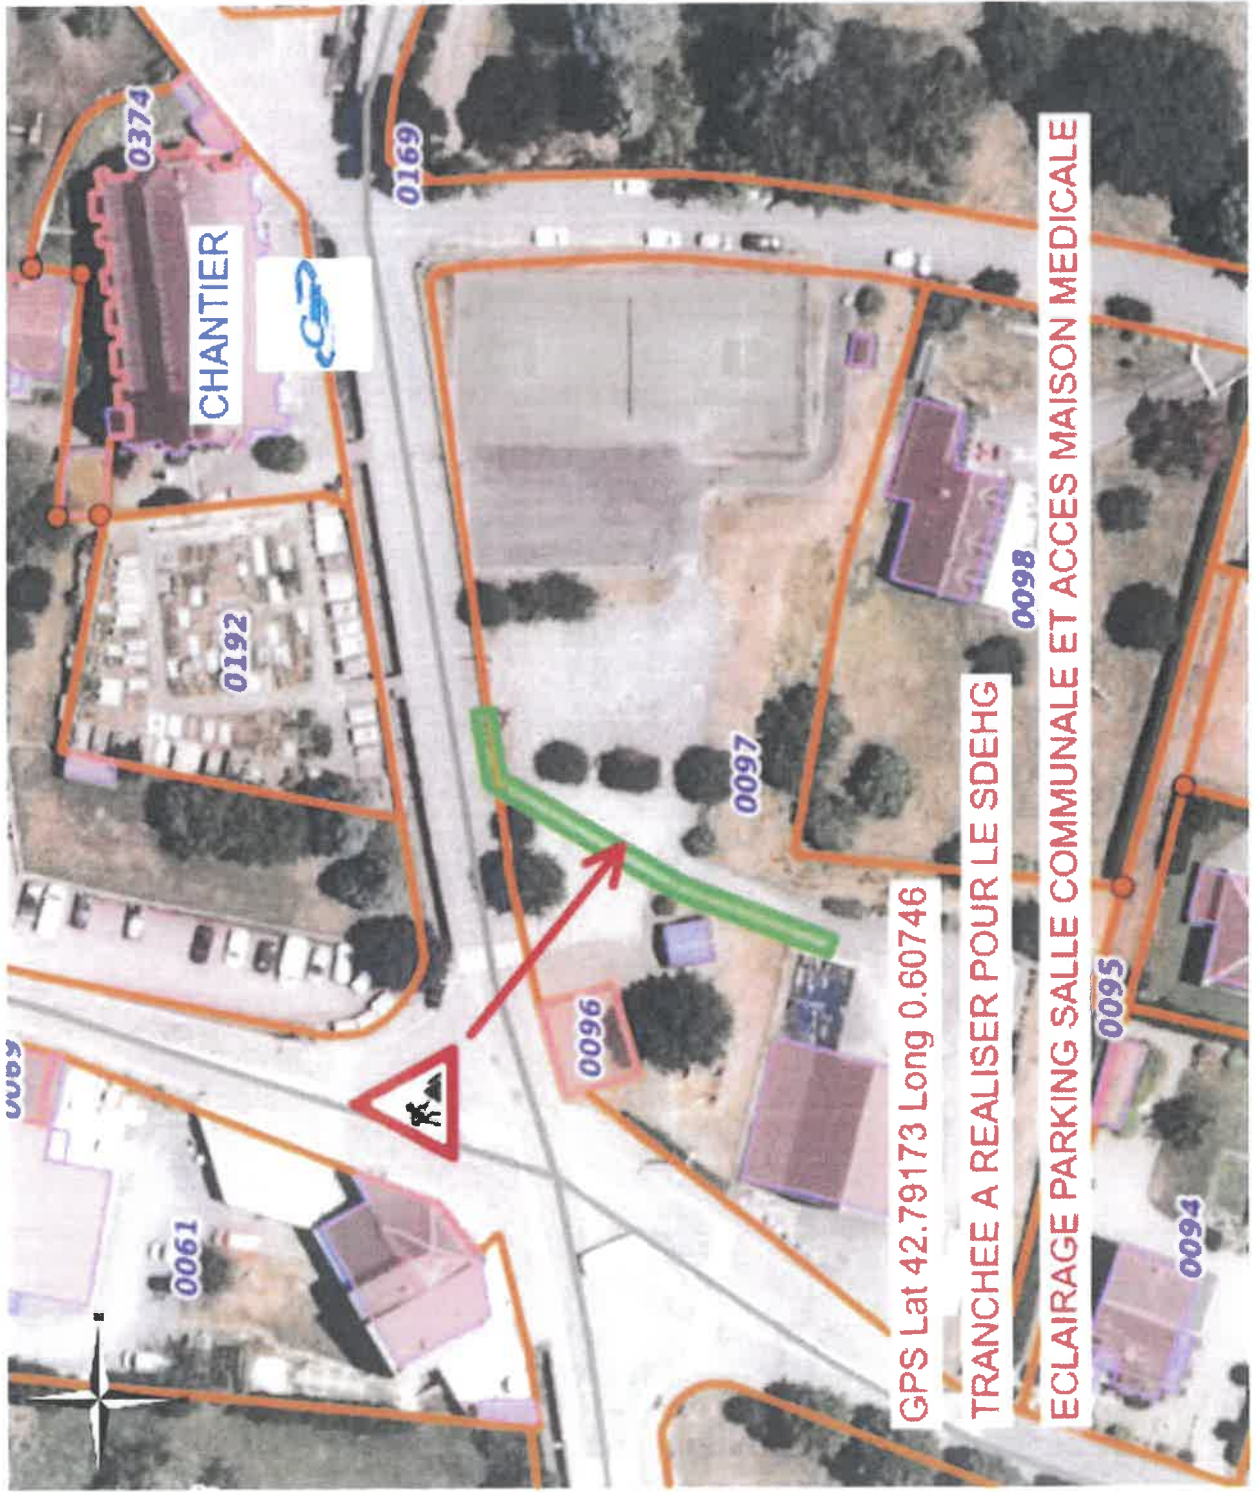 0374
0169
CHANTIER
0192
0098
0097
0096
0095
0094
0061
0069
GPS Lat 42.79173 Long 0.60746
TRANCHEE A REALISER POUR LE SDEHG
ECLAIRAGE PARKING SALLE COMMUNALE ET ACCES MAISON MEDICALE